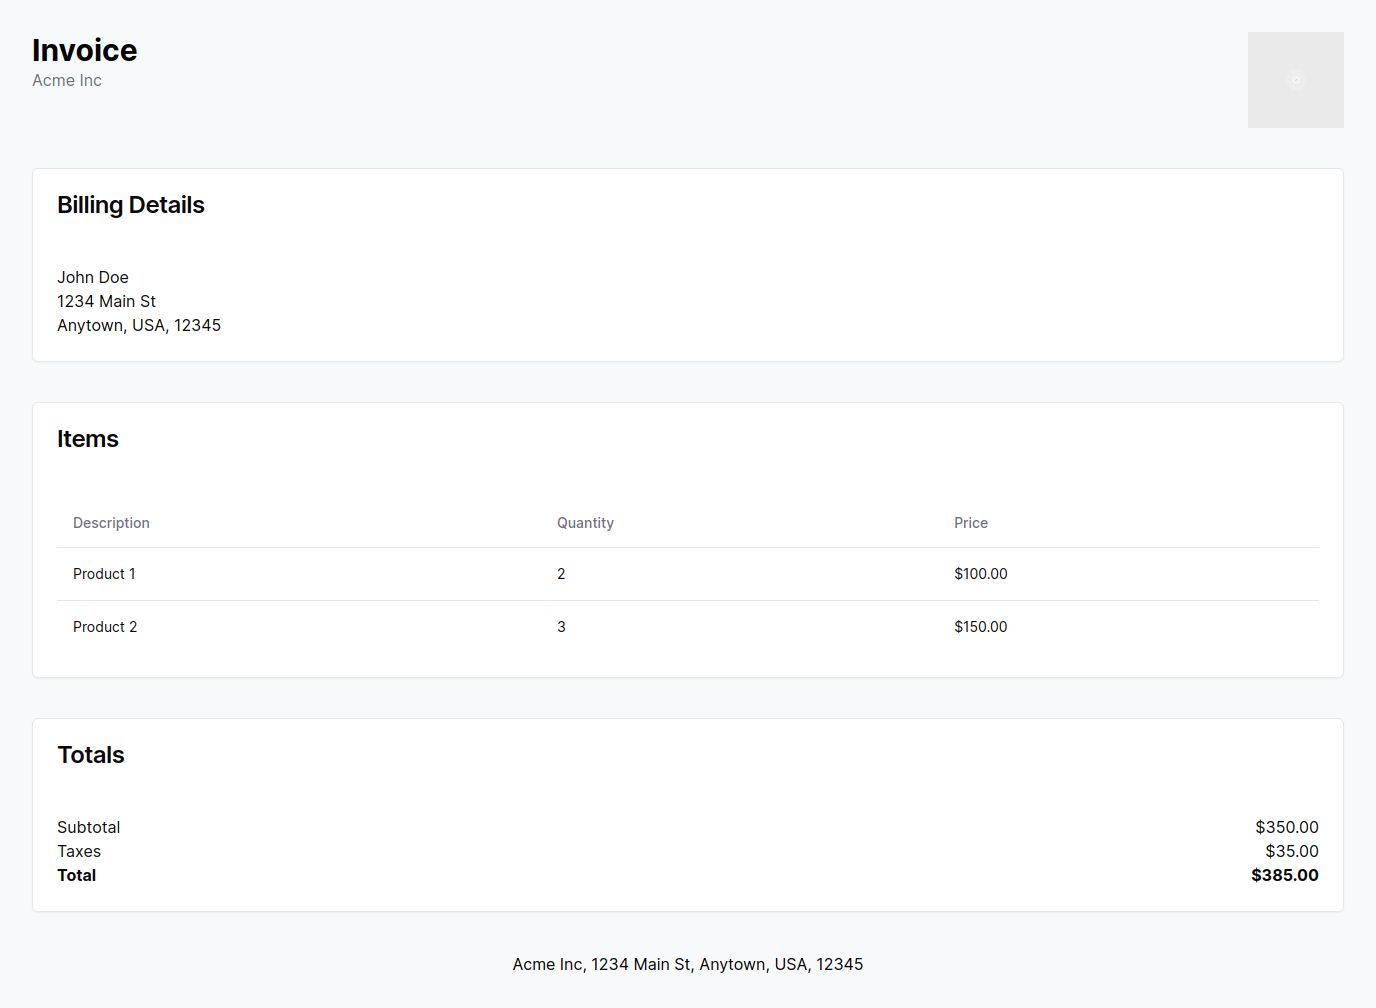 Invoice
Acme Inc
Billing Details
John Doe
1234 Main St
Anytown, USA, 12345
Items
Description Quantity Price
Product 1 2 $100.00
Product 2 3 $150.00
Totals
Subtotal $350.00
Taxes $35.00
Total $385.00
Acme Inc, 1234 Main St, Anytown, USA, 12345